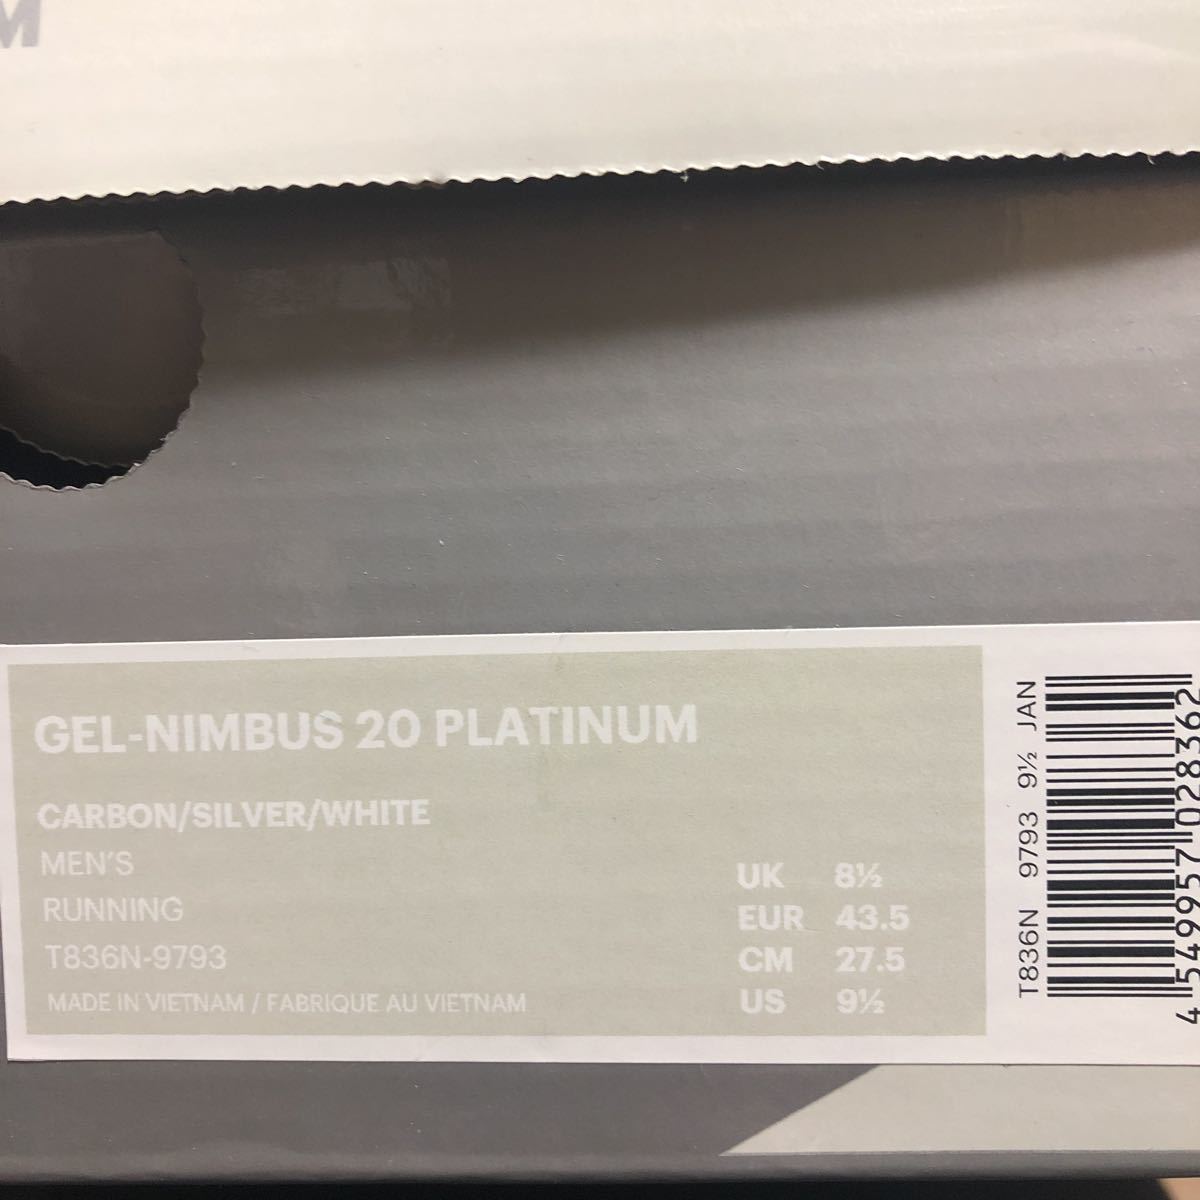 M
GEL-NIMBUS 20 PLATINUM
CARBON/SILVER/WHITE
MEN'S
RUNNING
T836N-9793
MADE IN VIETNAM / FABRIQUE AU VIETNAM
UK 8½
EUR 43.5
CM 27.5
US 9½
T836N 9793 9½ JAN
4 549957 028362